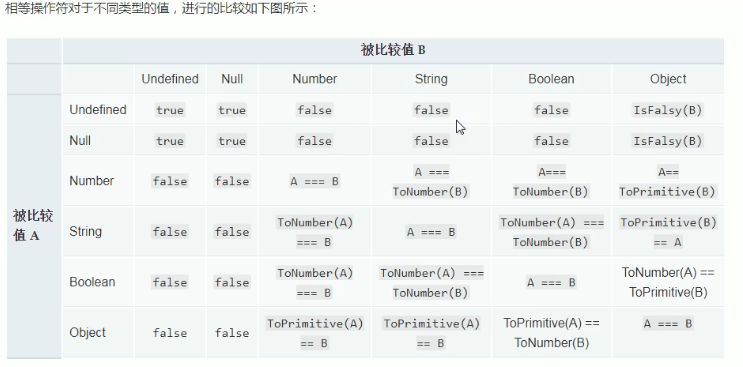 相等操作符对于不同类型的值，进行的比较如下图所示：
被比较值 B
Undefined Null Number String Boolean Object
Undefined true true false false false IsFalsy(B)
Null true true false false false IsFalsy(B)
Number false false A === B A === ToNumber(B) A=== ToNumber(B) A== ToPrimitive(B)
被比较值 A
String false false ToNumber(A) === B A === B ToNumber(A) === ToNumber(B) ToPrimitive(B) == A
Boolean false false ToNumber(A) === B ToNumber(A) === ToNumber(B) A === B ToNumber(A) == ToPrimitive(B)
Object false false ToPrimitive(A) == B ToPrimitive(A) == B ToPrimitive(A) == ToNumber(B) A === B